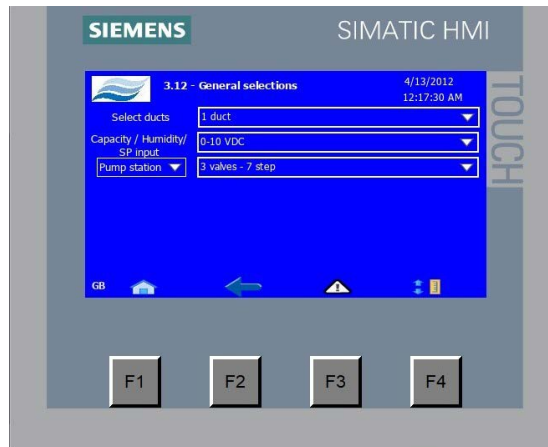 SIEMENS
SIMATIC HMI
TOUCH
3.12 - General selections
4/13/2012
12:17:30 AM
Select ducts
1 duct
Capacity / Humidity/
SP input
0-10 VDC
Pump station
3 valves - 7 step
GB
F1
F2
F3
F4